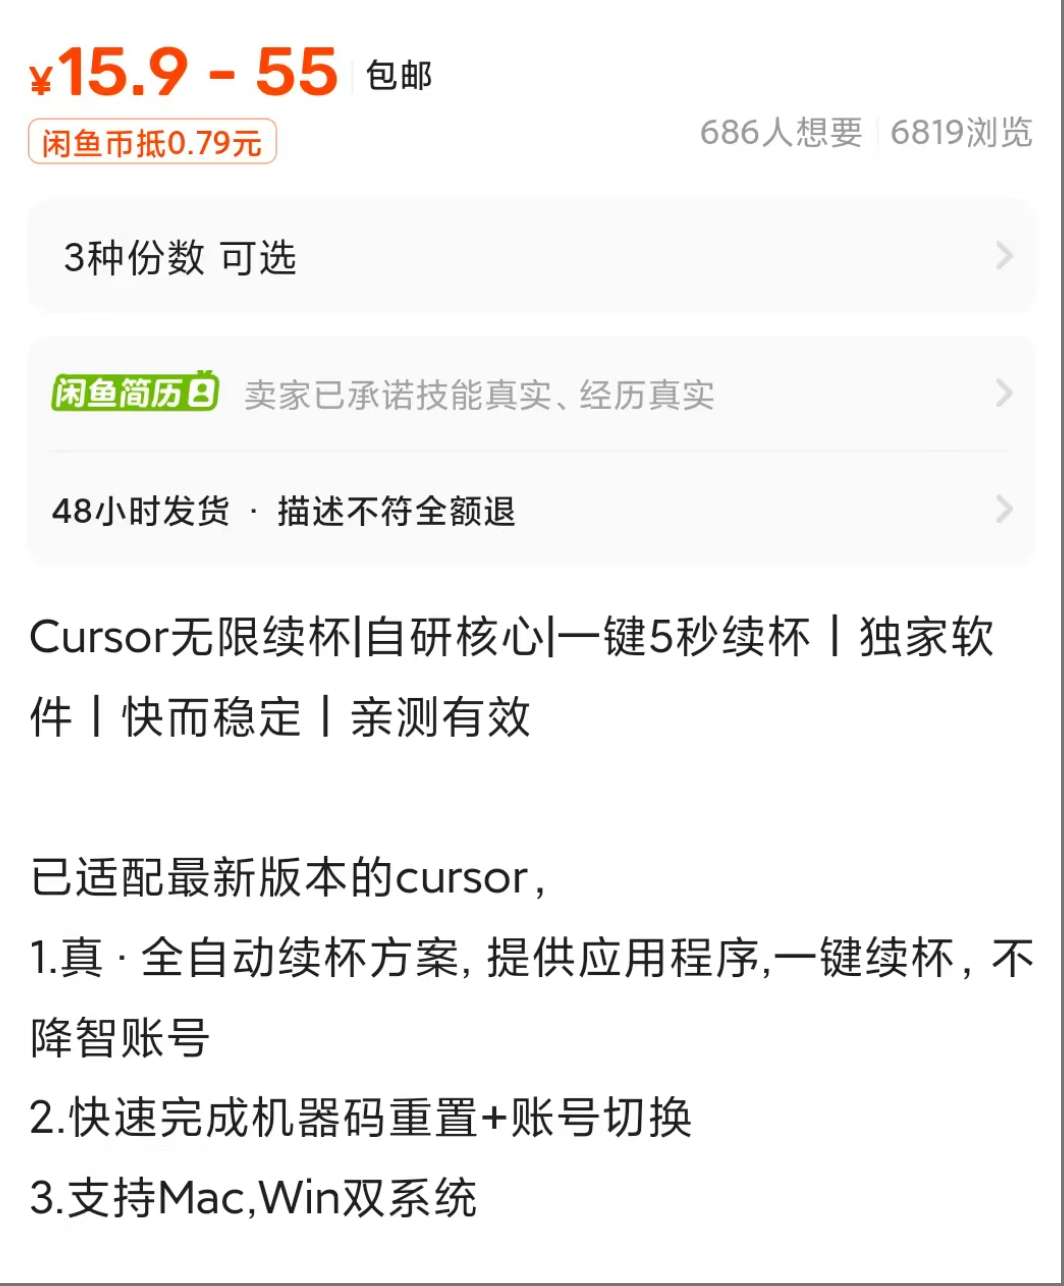 ¥15.9 - 55 包邮
闲鱼币抵0.79元
686人想要 6819浏览
3种份数 可选
闲鱼简历 卖家已承诺技能真实、经历真实
48小时发货 · 描述不符全额退
Cursor无限续杯|自研核心|一键5秒续杯丨独家软
件丨快而稳定丨亲测有效
已适配最新版本的cursor，
1.真 · 全自动续杯方案, 提供应用程序,一键续杯，不
降智账号
2.快速完成机器码重置+账号切换
3.支持Mac,Win双系统